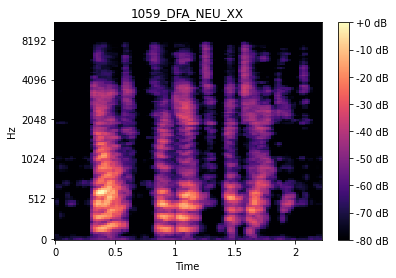 1059_DFA_NEU_XX
Hz
8192
4096
2048
1024
512
0
0
0.5
1
1.5
2
Time
+0 dB
-10 dB
-20 dB
-30 dB
-40 dB
-50 dB
-60 dB
-70 dB
-80 dB